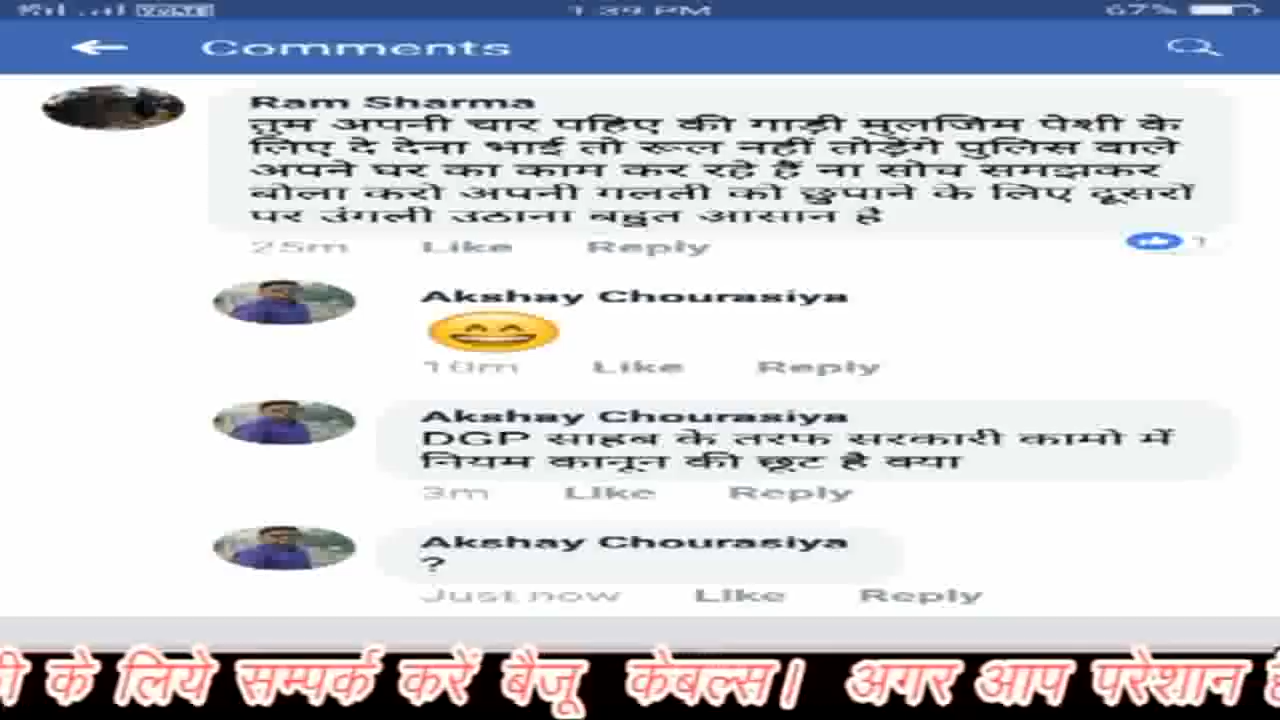 VoLTE 1:39 PM 67%
Comments
Ram Sharma
तुम अपनी चार पहिए की गाड़ी मुलजिम पेशी के
लिए दे देना भाई तो रूल नहीं तोड़ेंगे पुलिस वाले
अपने घर का काम कर रहे हैं ना सोच समझकर
बोला करो अपनी गलती को छुपाने के लिए दूसरों
पर उंगली उठाना बहुत आसान है
25m Like Reply 1
Akshay Chourasiya
😄
10m Like Reply
Akshay Chourasiya
DGP साहब के तरफ सरकारी कामो में
नियम कानून की छूट है क्या
3m Like Reply
Akshay Chourasiya
?
Just now Like Reply
के लिये सम्पर्क करें बैजू केबल्स। अगर आप परेशान